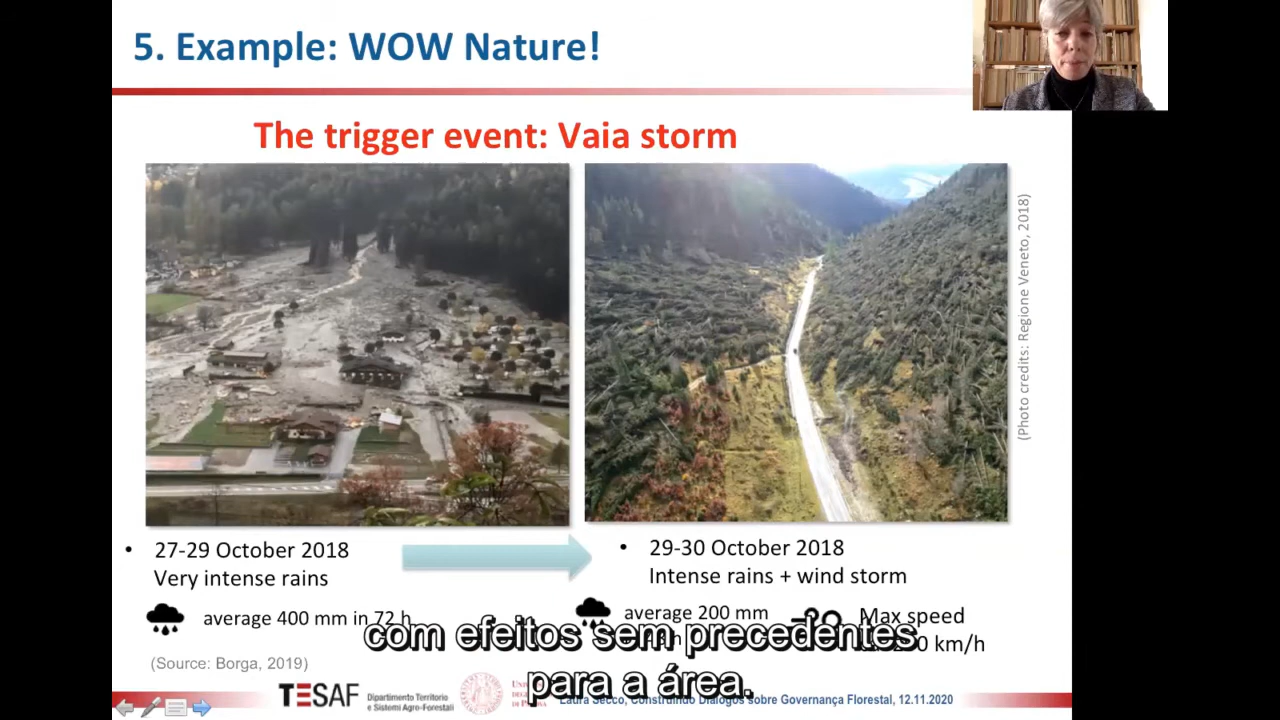 5. Example: WOW Nature!
The trigger event: Vaia storm
(Photo credits: Regione Veneto, 2018)
• 27-29 October 2018
Very intense rains
average 400 mm in 72 h
• 29-30 October 2018
Intense rains + wind storm
average 200 mm
Max speed
km/h
(Source: Borga, 2019)
com efeitos sem precedentes
para a área.
TESAF
Dipartimento Territorio
e Sistemi Agro-Forestali
Laura Secco, Construindo Diálogos sobre Governança Florestal, 12.11.2020